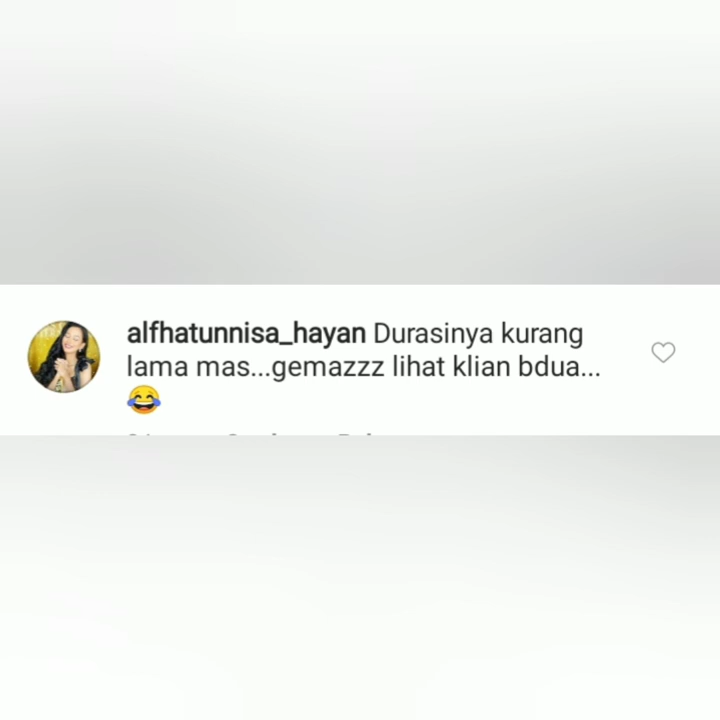 alfhatunnisa_hayan Durasinya kurang
lama mas...gemazzz lihat klian bdua...
😂